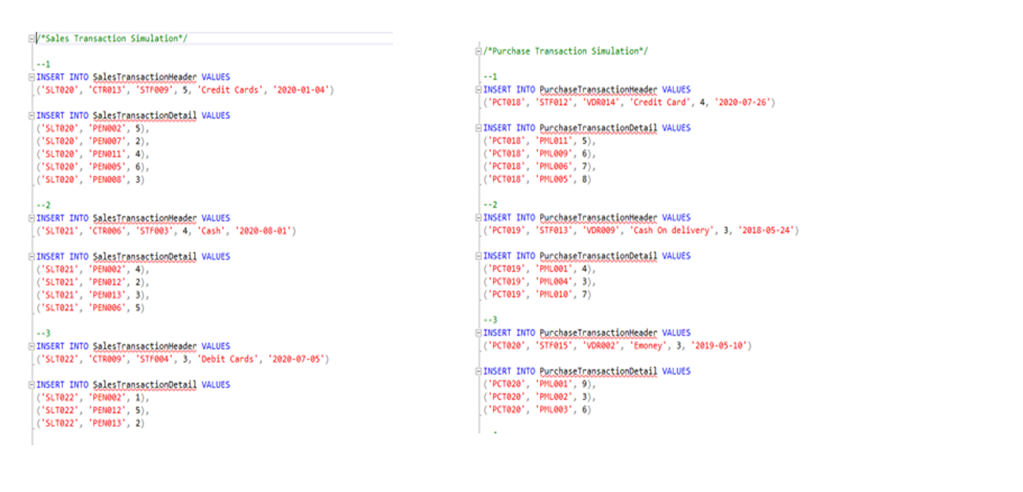 /*Sales Transaction Simulation*/
--1
INSERT INTO SalesTransactionHeader VALUES
('SLT020', 'CTR013', 'STF009', 5, 'Credit Cards', '2020-01-04')
INSERT INTO SalesTransactionDetail VALUES
('SLT020', 'PEN002', 5),
('SLT020', 'PEN007', 2),
('SLT020', 'PEN011', 4),
('SLT020', 'PEN005', 6),
('SLT020', 'PEN008', 3)
--2
INSERT INTO SalesTransactionHeader VALUES
('SLT021', 'CTR006', 'STF003', 4, 'Cash', '2020-08-01')
INSERT INTO SalesTransactionDetail VALUES
('SLT021', 'PEN002', 4),
('SLT021', 'PEN012', 2),
('SLT021', 'PEN013', 3),
('SLT021', 'PEN006', 5)
--3
INSERT INTO SalesTransactionHeader VALUES
('SLT022', 'CTR009', 'STF004', 3, 'Debit Cards', '2020-07-05')
INSERT INTO SalesTransactionDetail VALUES
('SLT022', 'PEN002', 1),
('SLT022', 'PEN012', 5),
('SLT022', 'PEN013', 2)
/*Purchase Transaction Simulation*/
--1
INSERT INTO PurchaseTransactionHeader VALUES
('PCT018', 'STF012', 'VDR014', 'Credit Card', 4, '2020-07-26')
INSERT INTO PurchaseTransactionDetail VALUES
('PCT018', 'PML011', 5),
('PCT018', 'PML009', 6),
('PCT018', 'PML006', 7),
('PCT018', 'PML005', 8)
--2
INSERT INTO PurchaseTransactionHeader VALUES
('PCT019', 'STF013', 'VDR009', 'Cash On delivery', 3, '2018-05-24')
INSERT INTO PurchaseTransactionDetail VALUES
('PCT019', 'PML001', 4),
('PCT019', 'PML004', 3),
('PCT019', 'PML010', 7)
--3
INSERT INTO PurchaseTransactionHeader VALUES
('PCT020', 'STF015', 'VDR002', 'Emoney', 3, '2019-05-10')
INSERT INTO PurchaseTransactionDetail VALUES
('PCT020', 'PML001', 9),
('PCT020', 'PML002', 3),
('PCT020', 'PML003', 6)